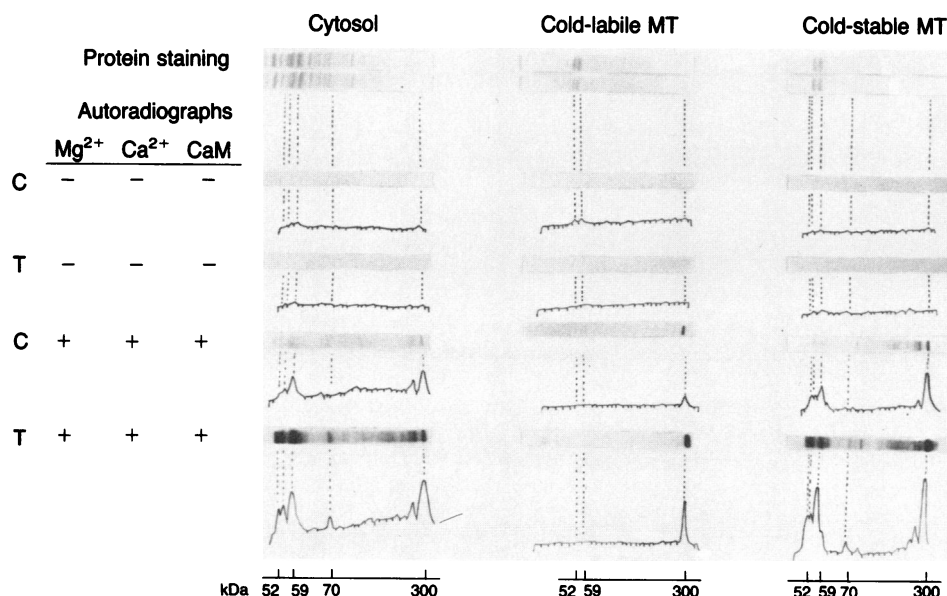 Cytosol Cold-labile MT Cold-stable MT
Protein staining
Autoradiographs
Mg2+ Ca2+ CaM
C − − −
T − − −
C + + +
T + + +
kDa 52 59 70 300 52 59 300 52 59 70 300